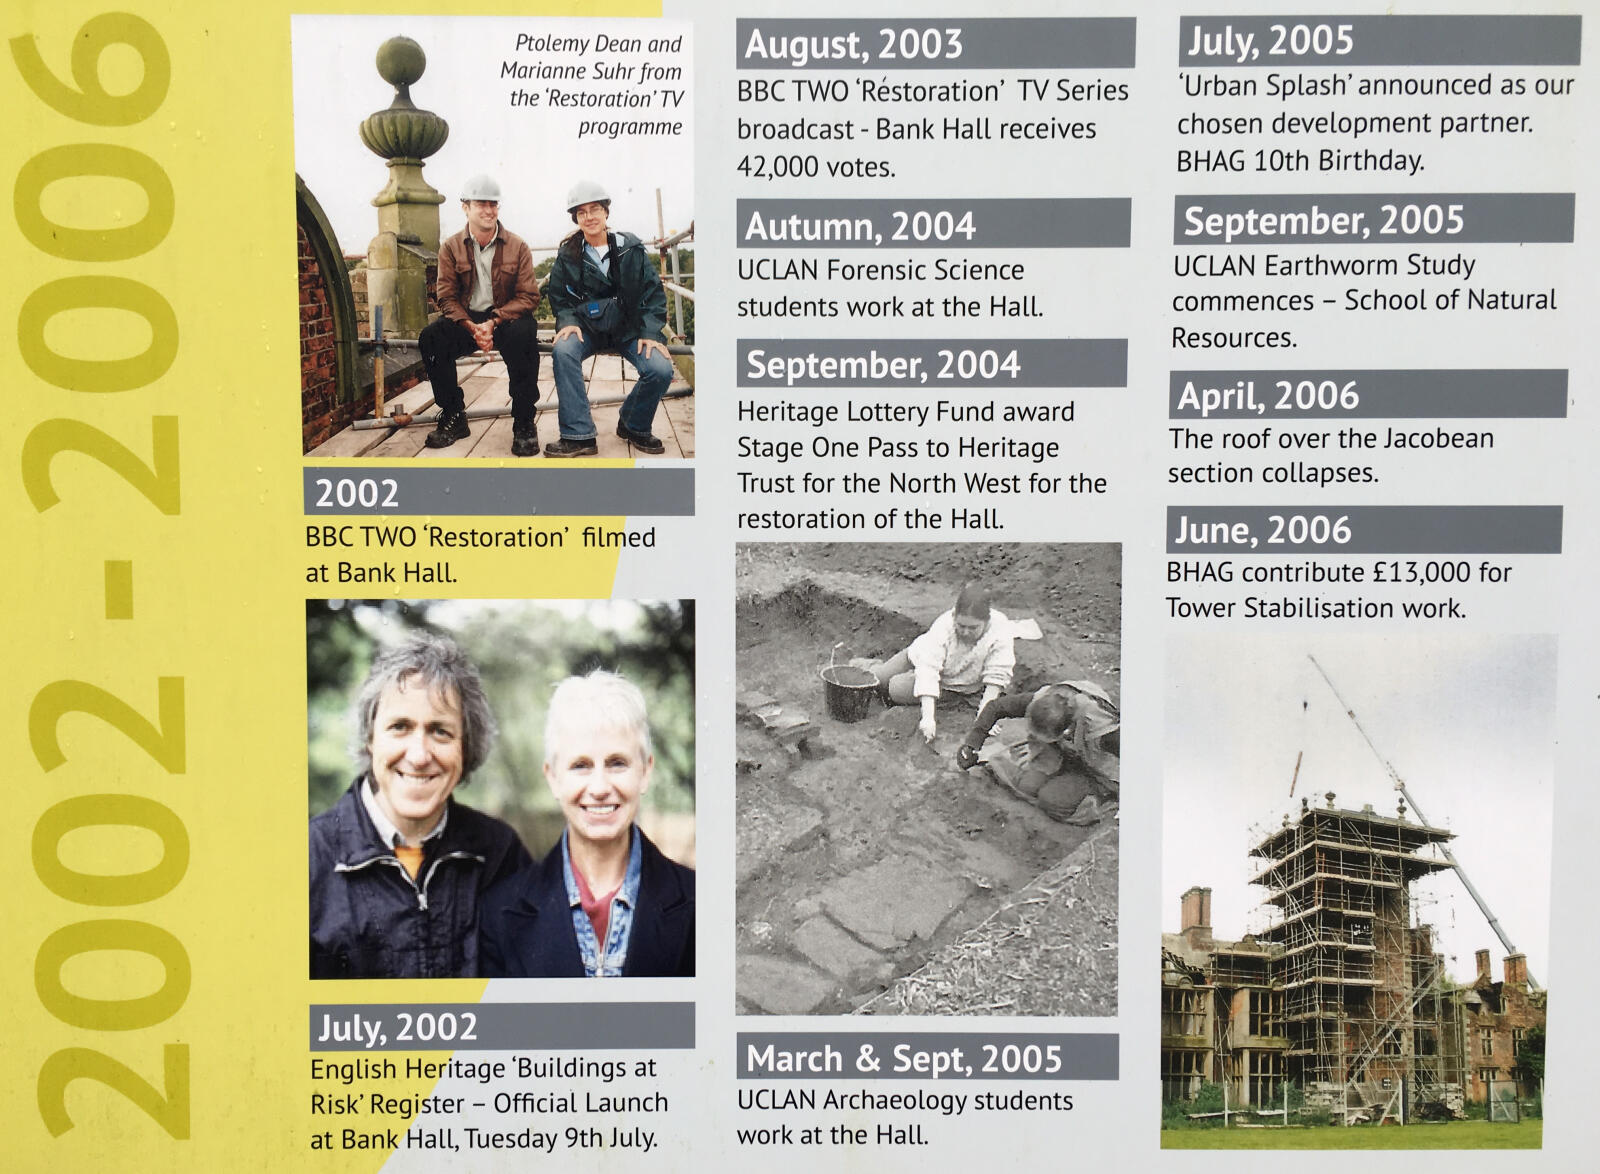 2002 - 2006
Ptolemy Dean and
Marianne Suhr from
the ‘Restoration’ TV
programme
2002
BBC TWO ‘Restoration’ filmed
at Bank Hall.
July, 2002
English Heritage ‘Buildings at
Risk’ Register – Official Launch
at Bank Hall, Tuesday 9th July.
August, 2003
BBC TWO ‘Restoration’ TV Series
broadcast - Bank Hall receives
42,000 votes.
Autumn, 2004
UCLAN Forensic Science
students work at the Hall.
September, 2004
Heritage Lottery Fund award
Stage One Pass to Heritage
Trust for the North West for the
restoration of the Hall.
March & Sept, 2005
UCLAN Archaeology students
work at the Hall.
July, 2005
‘Urban Splash’ announced as our
chosen development partner.
BHAG 10th Birthday.
September, 2005
UCLAN Earthworm Study
commences – School of Natural
Resources.
April, 2006
The roof over the Jacobean
section collapses.
June, 2006
BHAG contribute £13,000 for
Tower Stabilisation work.